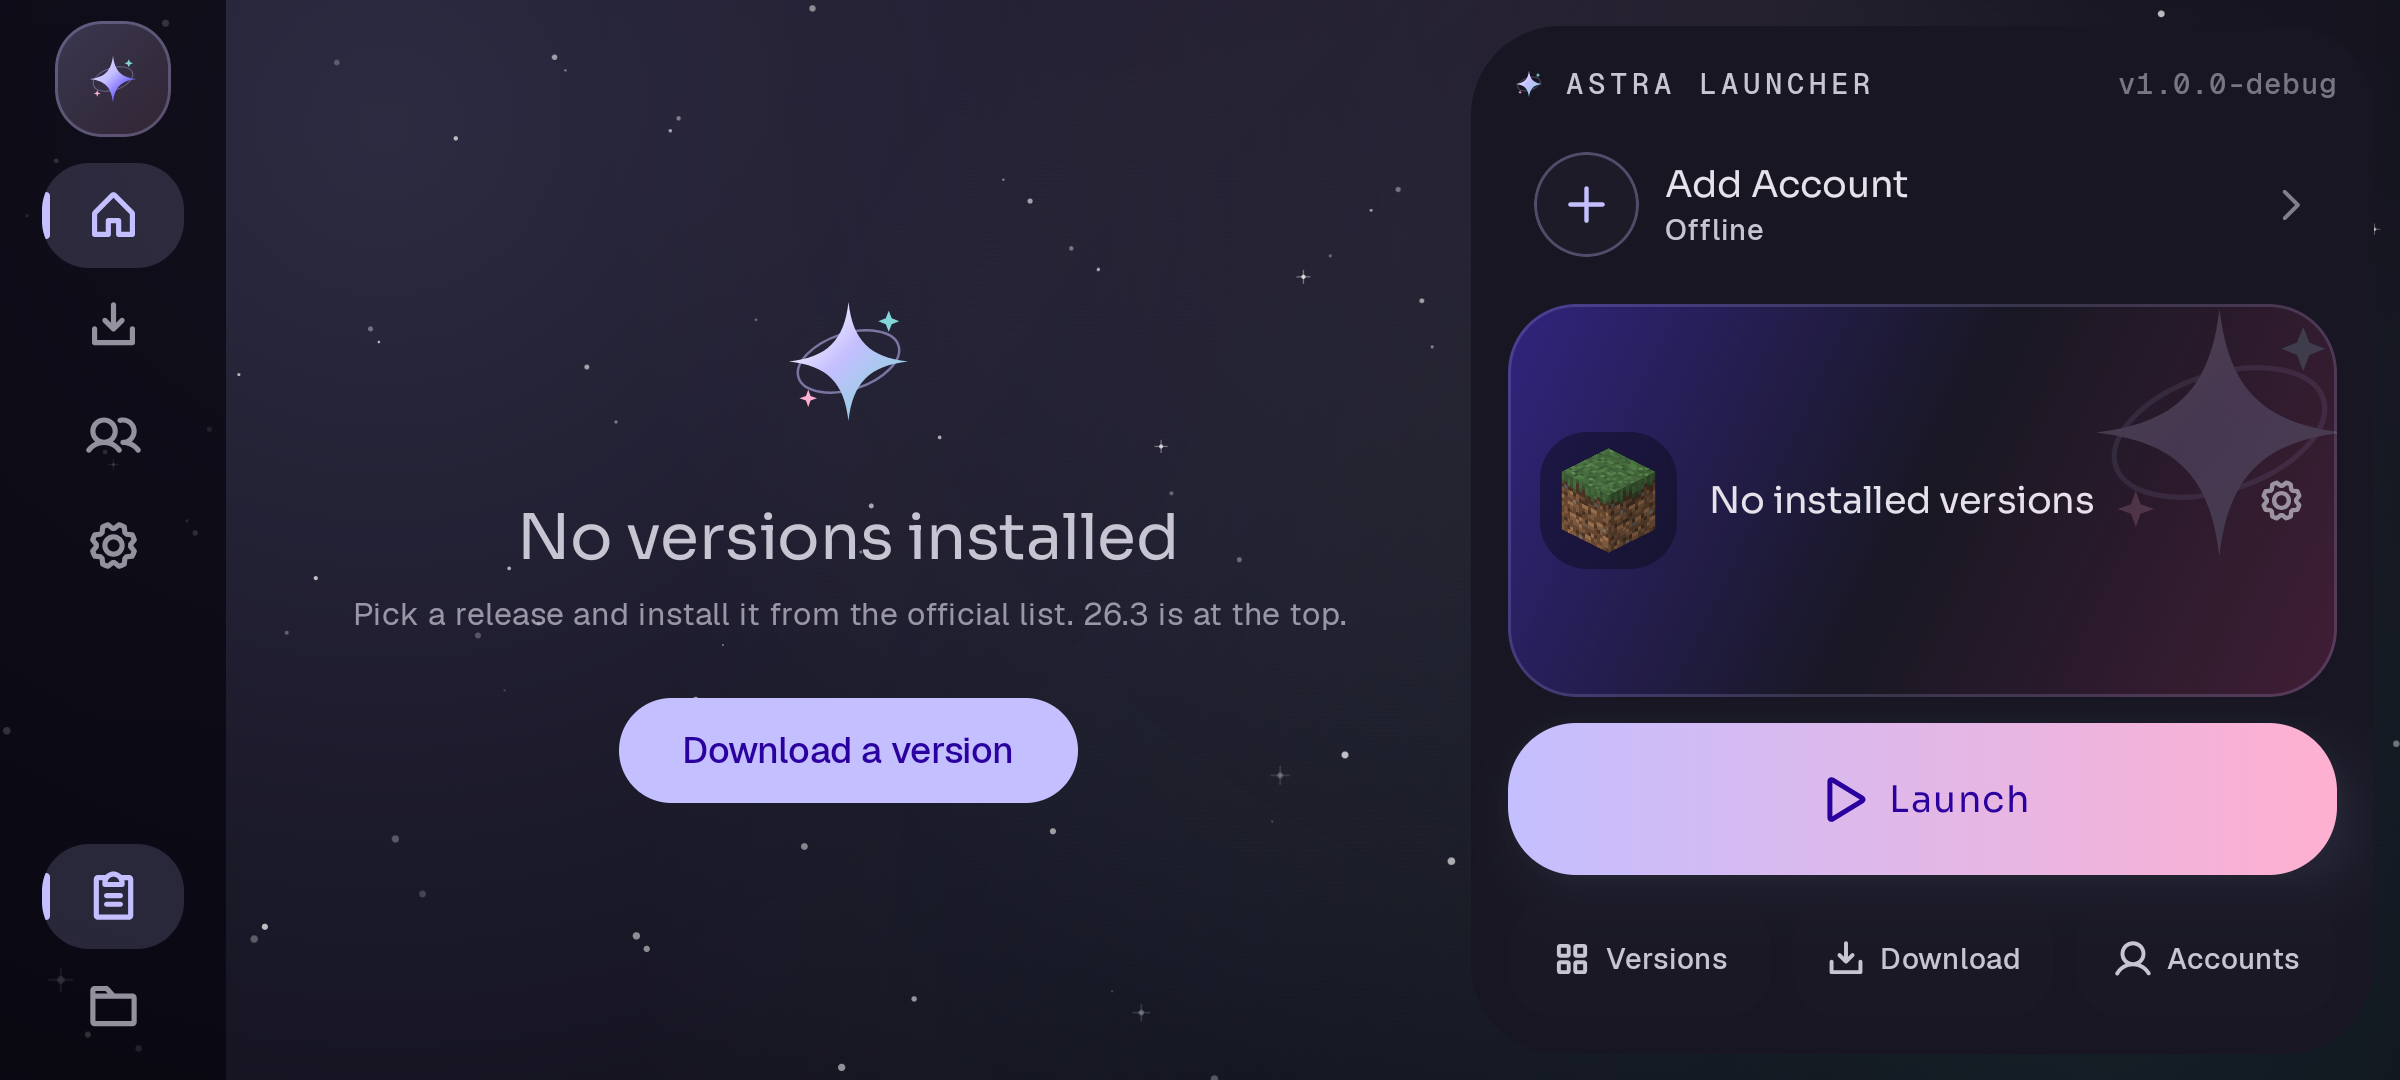 No versions installed
Pick a release and install it from the official list. 26.3 is at the top.
Download a version
ASTRA LAUNCHER
v1.0.0-debug
Add Account
Offline
No installed versions
Launch
Versions
Download
Accounts